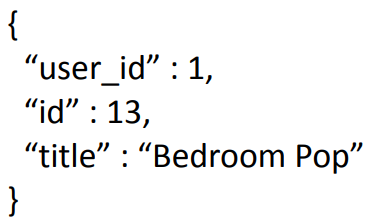 {
“user_id” : 1,
“id” : 13,
“title” : “Bedroom Pop”
}